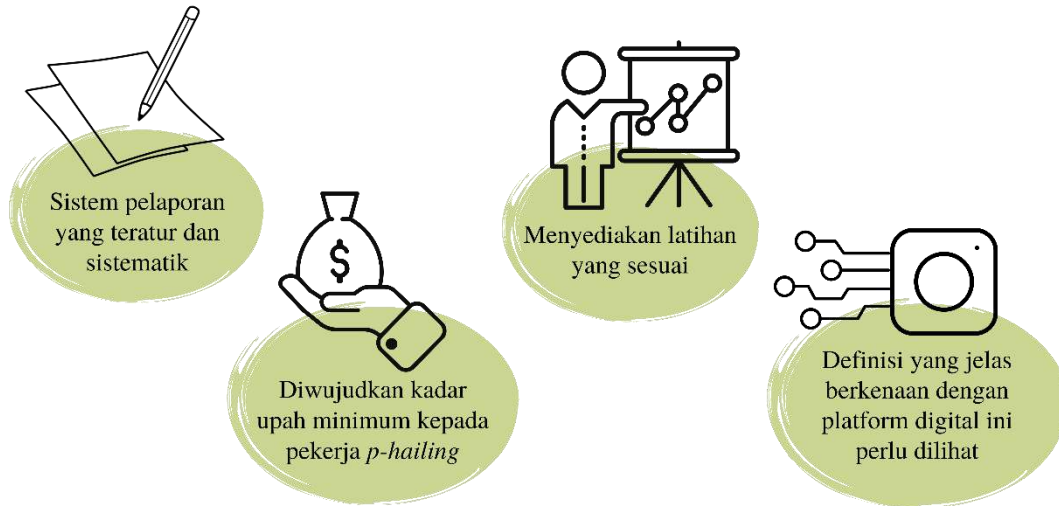 Sistem pelaporan
yang teratur dan
sistematik
$
Diwujudkan kadar
upah minimum kepada
pekerja p-hailing
Menyediakan latihan
yang sesuai
Definisi yang jelas
berkenaan dengan
platform digital ini
perlu dilihat